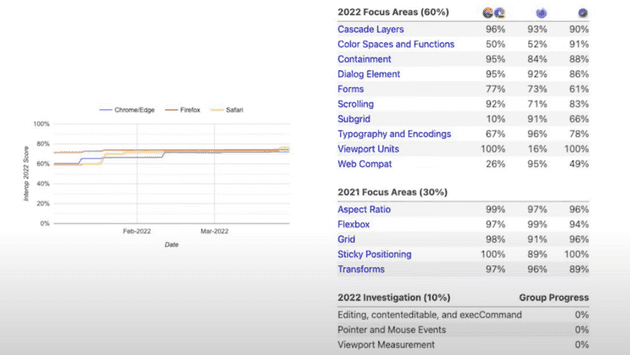 Chrome/Edge Firefox Safari
100%
80%
60%
40%
20%
0%
Interop 2022 Score
Feb-2022 Mar-2022
Date
2022 Focus Areas (60%)
Cascade Layers 96% 93% 90%
Color Spaces and Functions 50% 52% 91%
Containment 95% 84% 88%
Dialog Element 95% 92% 86%
Forms 77% 73% 61%
Scrolling 92% 71% 83%
Subgrid 10% 91% 66%
Typography and Encodings 67% 96% 78%
Viewport Units 100% 16% 100%
Web Compat 26% 95% 49%
2021 Focus Areas (30%)
Aspect Ratio 99% 97% 96%
Flexbox 97% 99% 94%
Grid 98% 91% 96%
Sticky Positioning 100% 89% 100%
Transforms 97% 96% 89%
2022 Investigation (10%) Group Progress
Editing, contenteditable, and execCommand 0%
Pointer and Mouse Events 0%
Viewport Measurement 0%